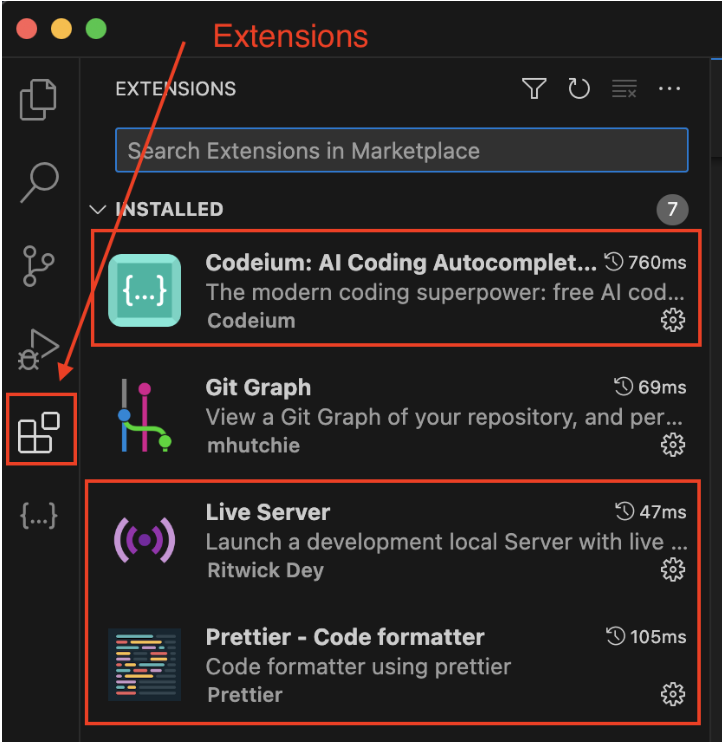 Extensions
EXTENSIONS
Search Extensions in Marketplace
INSTALLED 7
Codeium: AI Coding Autocomplet... 760ms
The modern coding superpower: free AI cod...
Codeium
Git Graph 69ms
View a Git Graph of your repository, and per...
mhutchie
Live Server 47ms
Launch a development local Server with live ...
Ritwick Dey
Prettier - Code formatter 105ms
Code formatter using prettier
Prettier
{...}
{...}